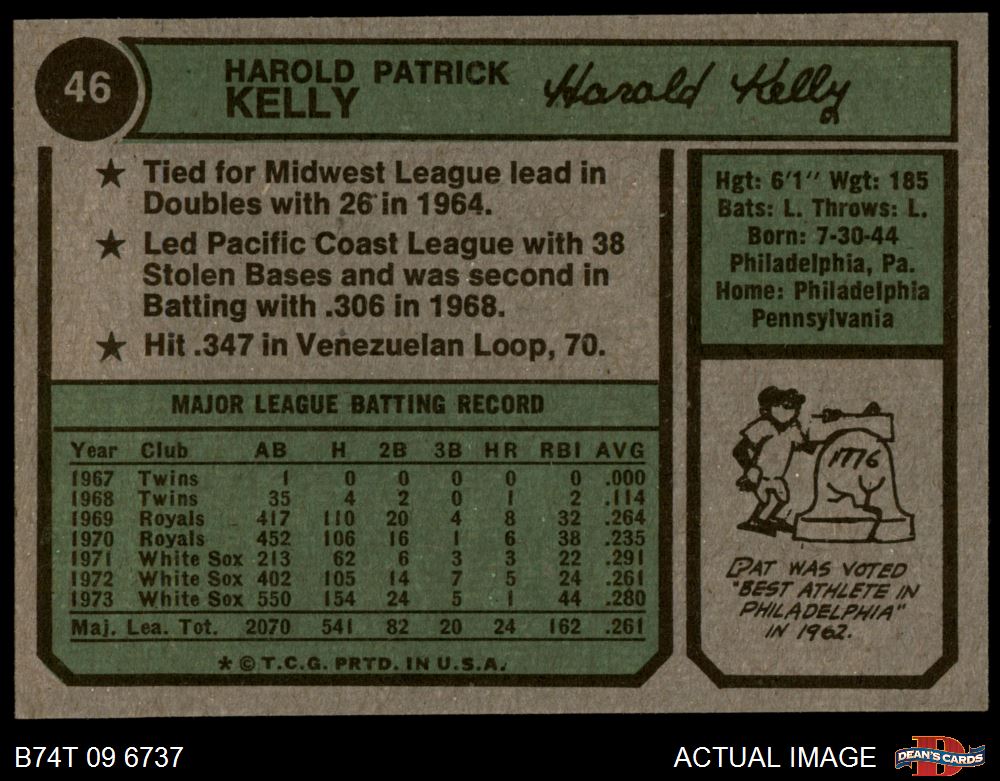 46
HAROLD PATRICK
KELLY
Harold Kelly
★ Tied for Midwest League lead in
Doubles with 26 in 1964.
★ Led Pacific Coast League with 38
Stolen Bases and was second in
Batting with .306 in 1968.
★ Hit .347 in Venezuelan Loop, 70.
MAJOR LEAGUE BATTING RECORD
Year Club AB H 2B 3B HR RBI AVG
1967 Twins 1 0 0 0 0 0 .000
1968 Twins 35 4 2 0 1 2 .114
1969 Royals 417 110 20 4 8 32 .264
1970 Royals 452 106 16 1 6 38 .235
1971 White Sox 213 62 6 3 3 22 .291
1972 White Sox 402 105 14 7 5 24 .261
1973 White Sox 550 154 24 5 1 44 .280
Maj. Lea. Tot. 2070 541 82 20 24 162 .261
* © T.C.G. PRTD. IN U.S.A.
Hgt: 6'1" Wgt: 185
Bats: L. Throws: L.
Born: 7-30-44
Philadelphia, Pa.
Home: Philadelphia
Pennsylvania
1776
PAT WAS VOTED
"BEST ATHLETE IN
PHILADELPHIA"
IN 1962.
B74T 09 6737
ACTUAL IMAGE
D
DEAN'S CARDS